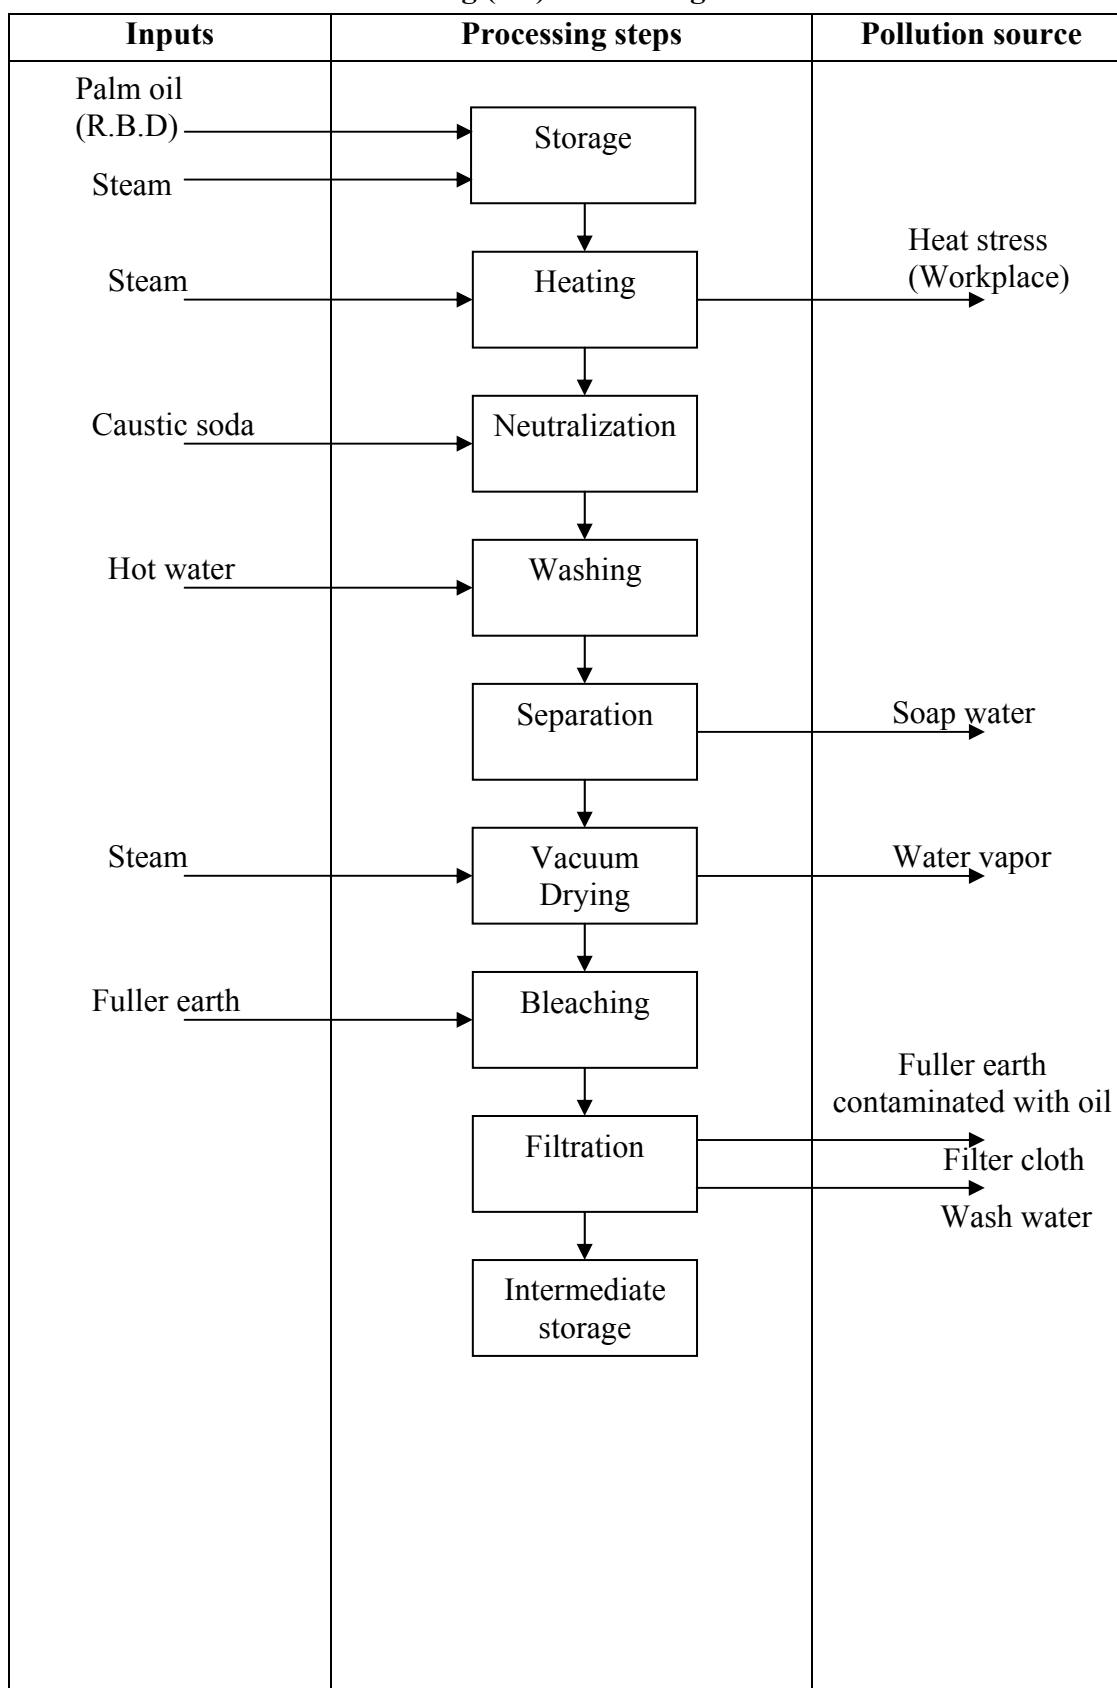 Inputs
Processing steps
Pollution source
Palm oil
(R.B.D)
Storage
Steam
Steam
Heating
Heat stress
(Workplace)
Caustic soda
Neutralization
Hot water
Washing
Separation
Soap water
Steam
Vacuum
Drying
Water vapor
Fuller earth
Bleaching
Filtration
Fuller earth
contaminated with oil
Filter cloth
Wash water
Intermediate
storage